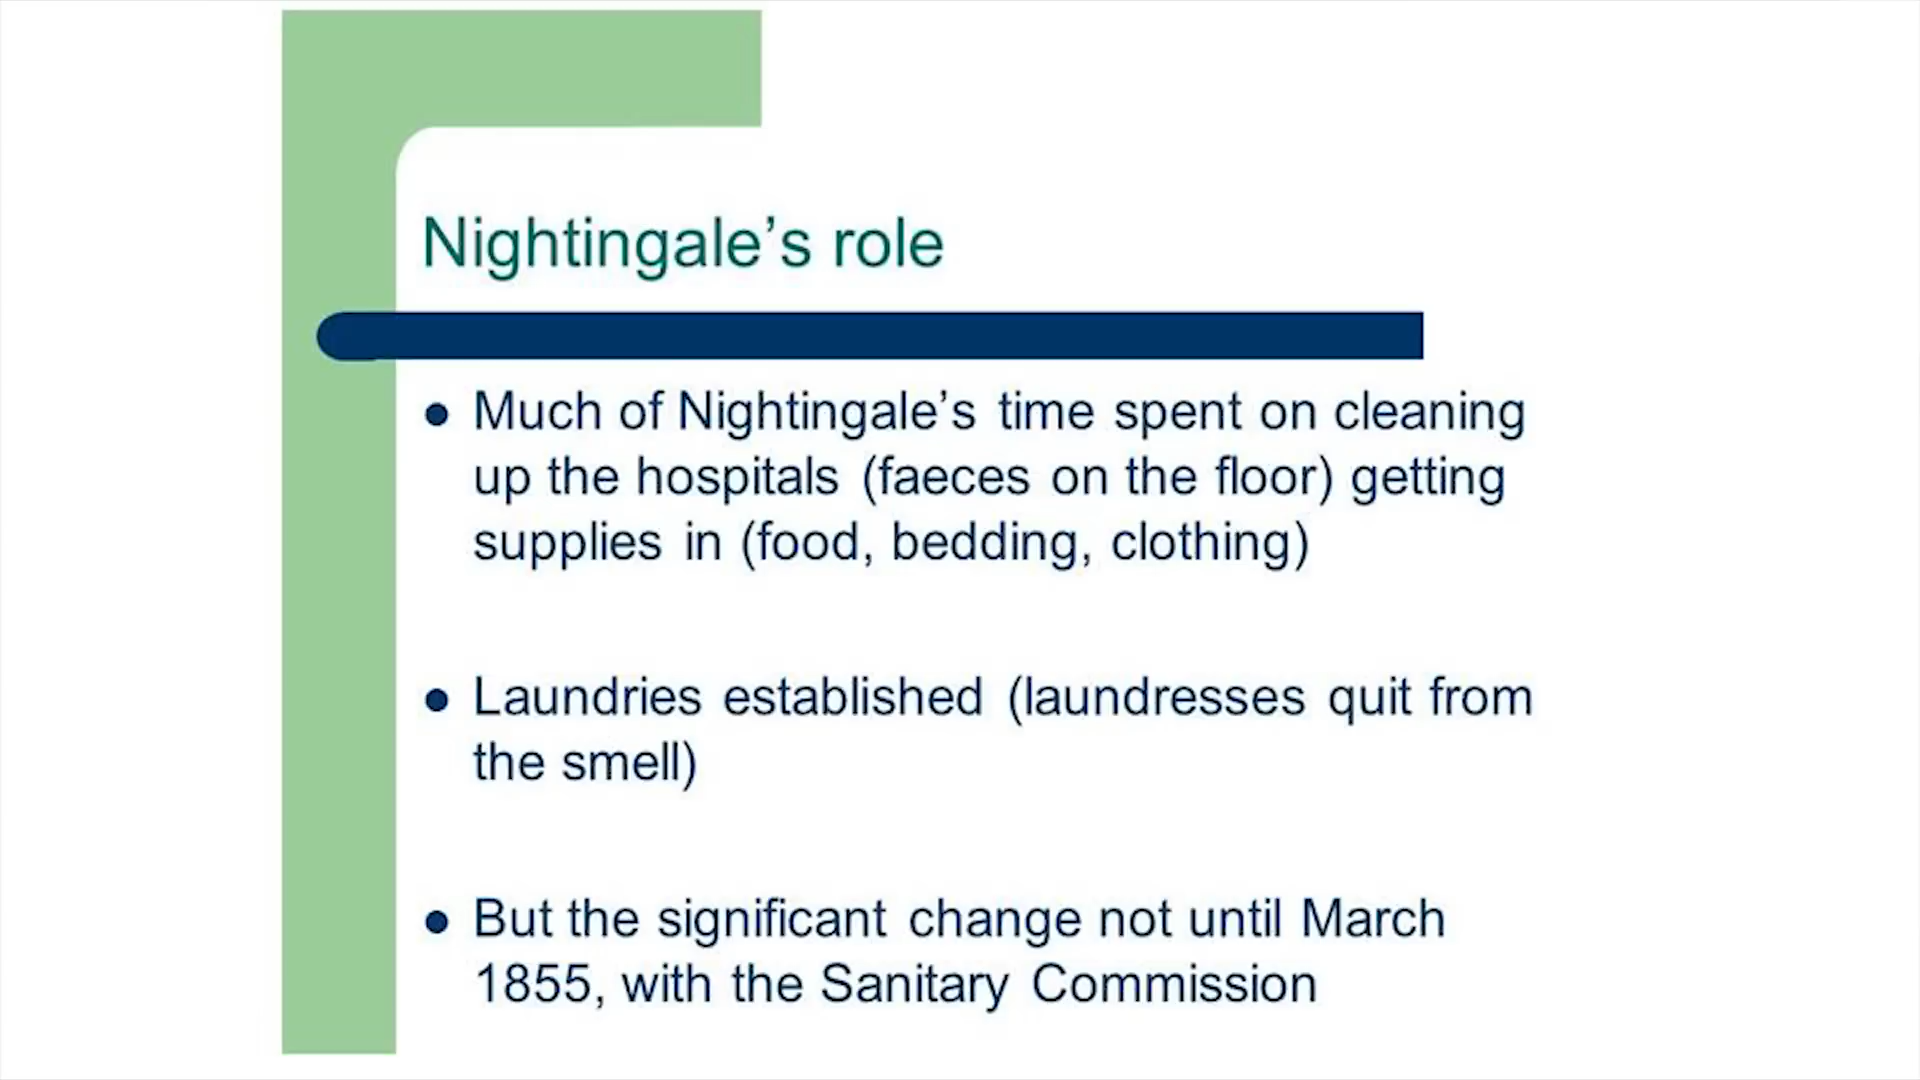 Nightingale’s role
● Much of Nightingale’s time spent on cleaning
up the hospitals (faeces on the floor) getting
supplies in (food, bedding, clothing)
● Laundries established (laundresses quit from
the smell)
● But the significant change not until March
1855, with the Sanitary Commission